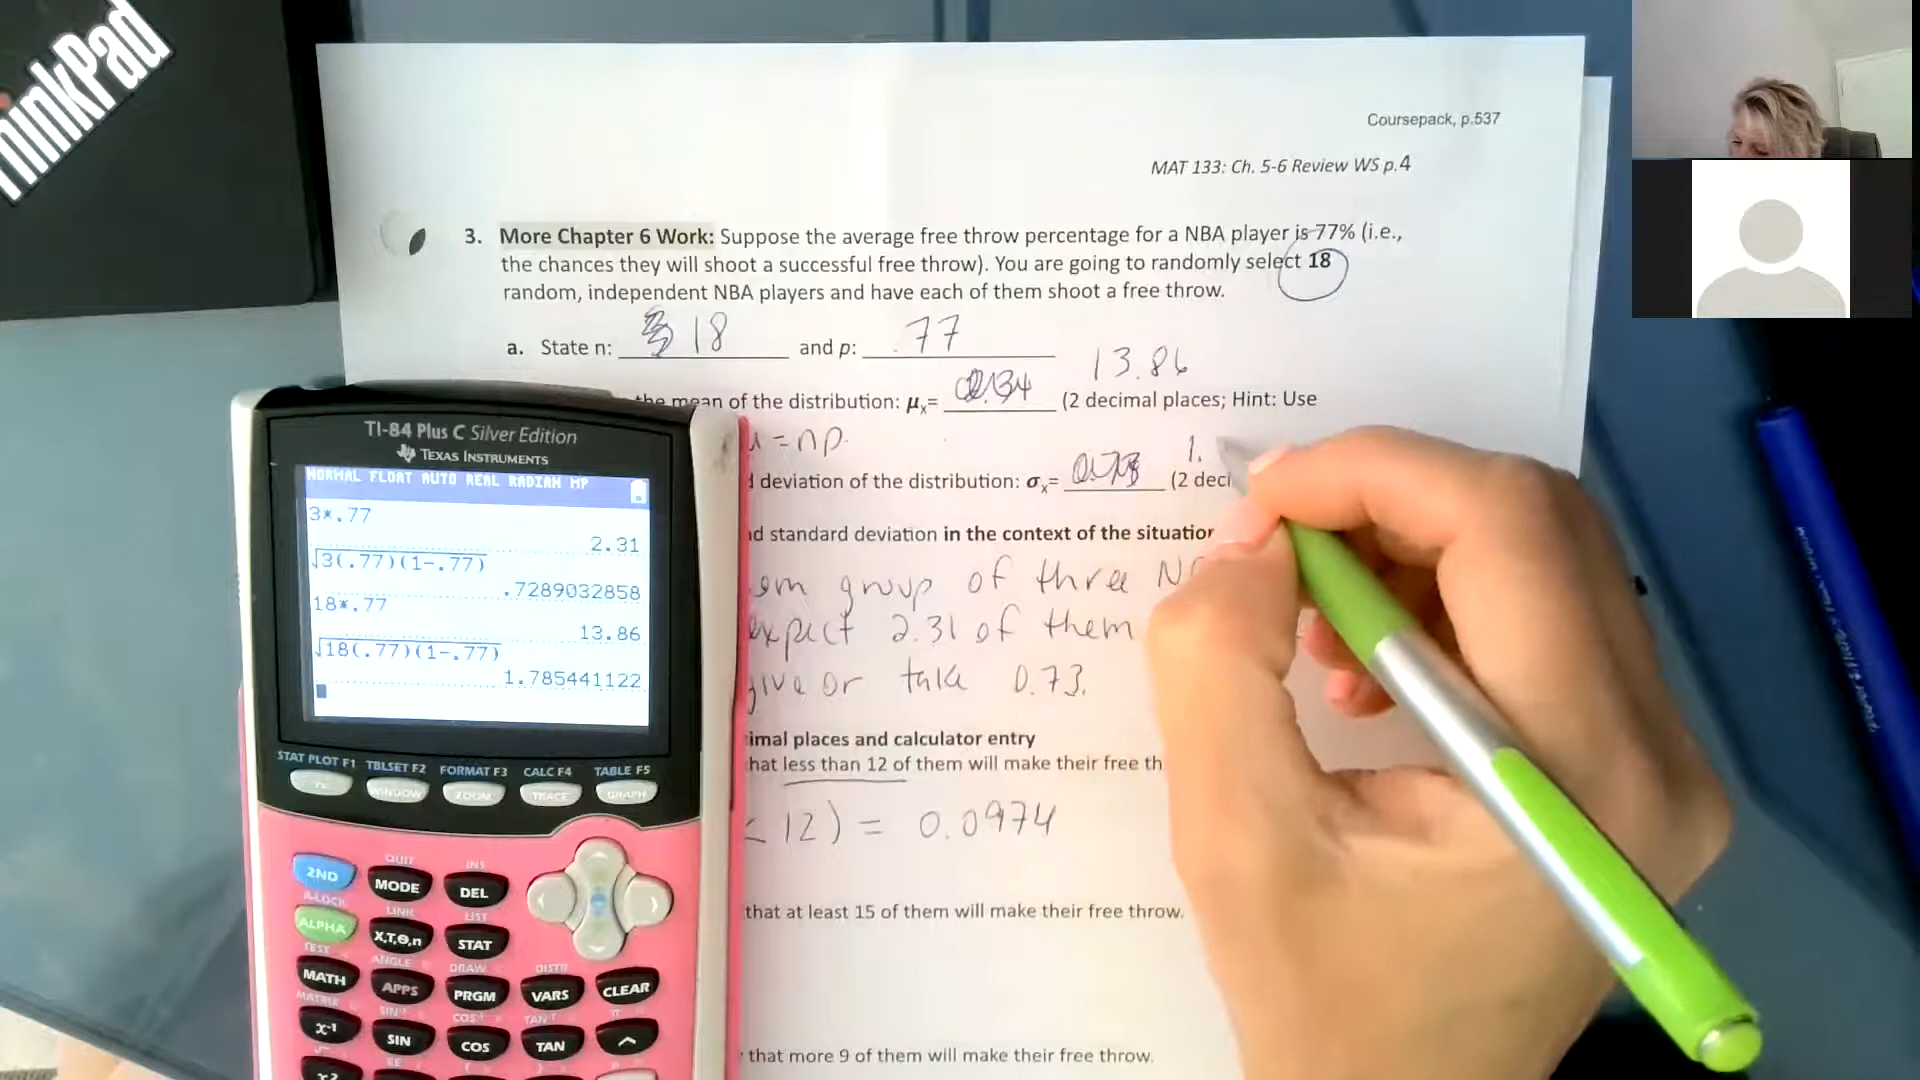 ThinkPad
Coursepack, p.537
MAT 133: Ch. 5-6 Review WS p.4
3. More Chapter 6 Work: Suppose the average free throw percentage for a NBA player is 77% (i.e.,
the chances they will shoot a successful free throw). You are going to randomly select 18
random, independent NBA players and have each of them shoot a free throw.
a. State n: 18 and p: .77
13.86
the mean of the distribution: μx= (2 decimal places; Hint: Use
μ = np.
1.
deviation of the distribution: σx= (2 deci
standard deviation in the context of the situation
group of three
expect 2.31 of them
give or take 0.73.
imal places and calculator entry
hat less than 12 of them will make their free th
< 12) = 0.0974
that at least 15 of them will make their free throw.
that more 9 of them will make their free throw.
TI-84 Plus C Silver Edition
TEXAS INSTRUMENTS
NORMAL FLOAT AUTO REAL RADIAN MP
3*.77
2.31
√3(.77)(1-.77)
.7289032858
18*.77
13.86
√18(.77)(1-.77)
1.785441122
STAT PLOT F1 TBLSET F2 FORMAT F3 CALC F4 TABLE F5
Y= WINDOW ZOOM TRACE GRAPH
QUIT INS
2ND MODE DEL
A-LOCK LINK LIST
ALPHA X,T,θ,n STAT
TEST ANGLE DRAW DISTR
MATH APPS PRGM VARS CLEAR
MATRIX SIN⁻¹ COS⁻¹ TAN⁻¹ π
x⁻¹ SIN COS TAN ^
√ EE
x²